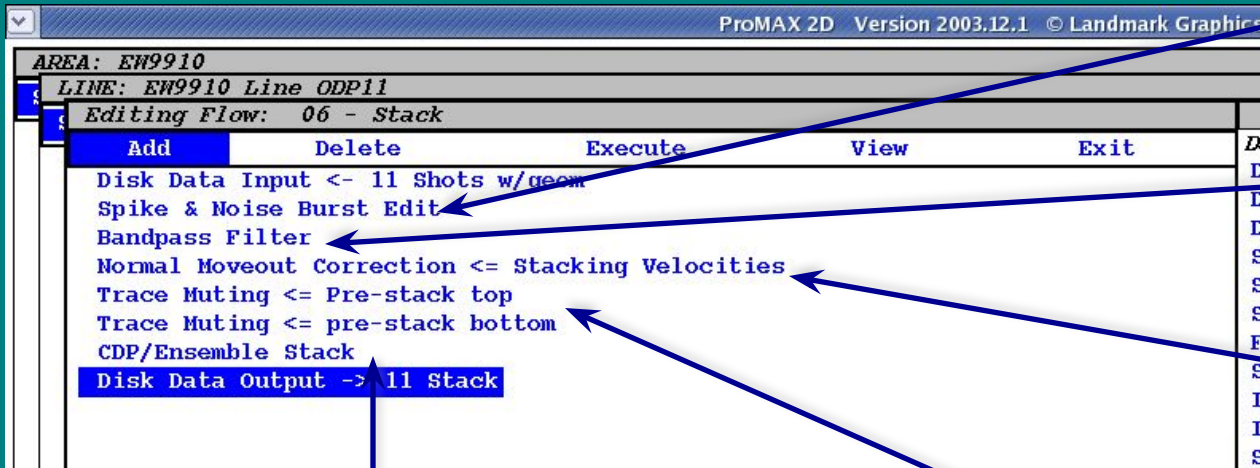 ProMAX 2D Version 2003.12.1 © Landmark Graphics
AREA: EW9910
LINE: EW9910 Line ODP11
Editing Flow: 06 - Stack
Add Delete Execute View Exit
Disk Data Input <- 11 Shots w/geom
Spike & Noise Burst Edit
Bandpass Filter
Normal Moveout Correction <= Stacking Velocities
Trace Muting <= Pre-stack top
Trace Muting <= pre-stack bottom
CDP/Ensemble Stack
Disk Data Output -> 11 Stack